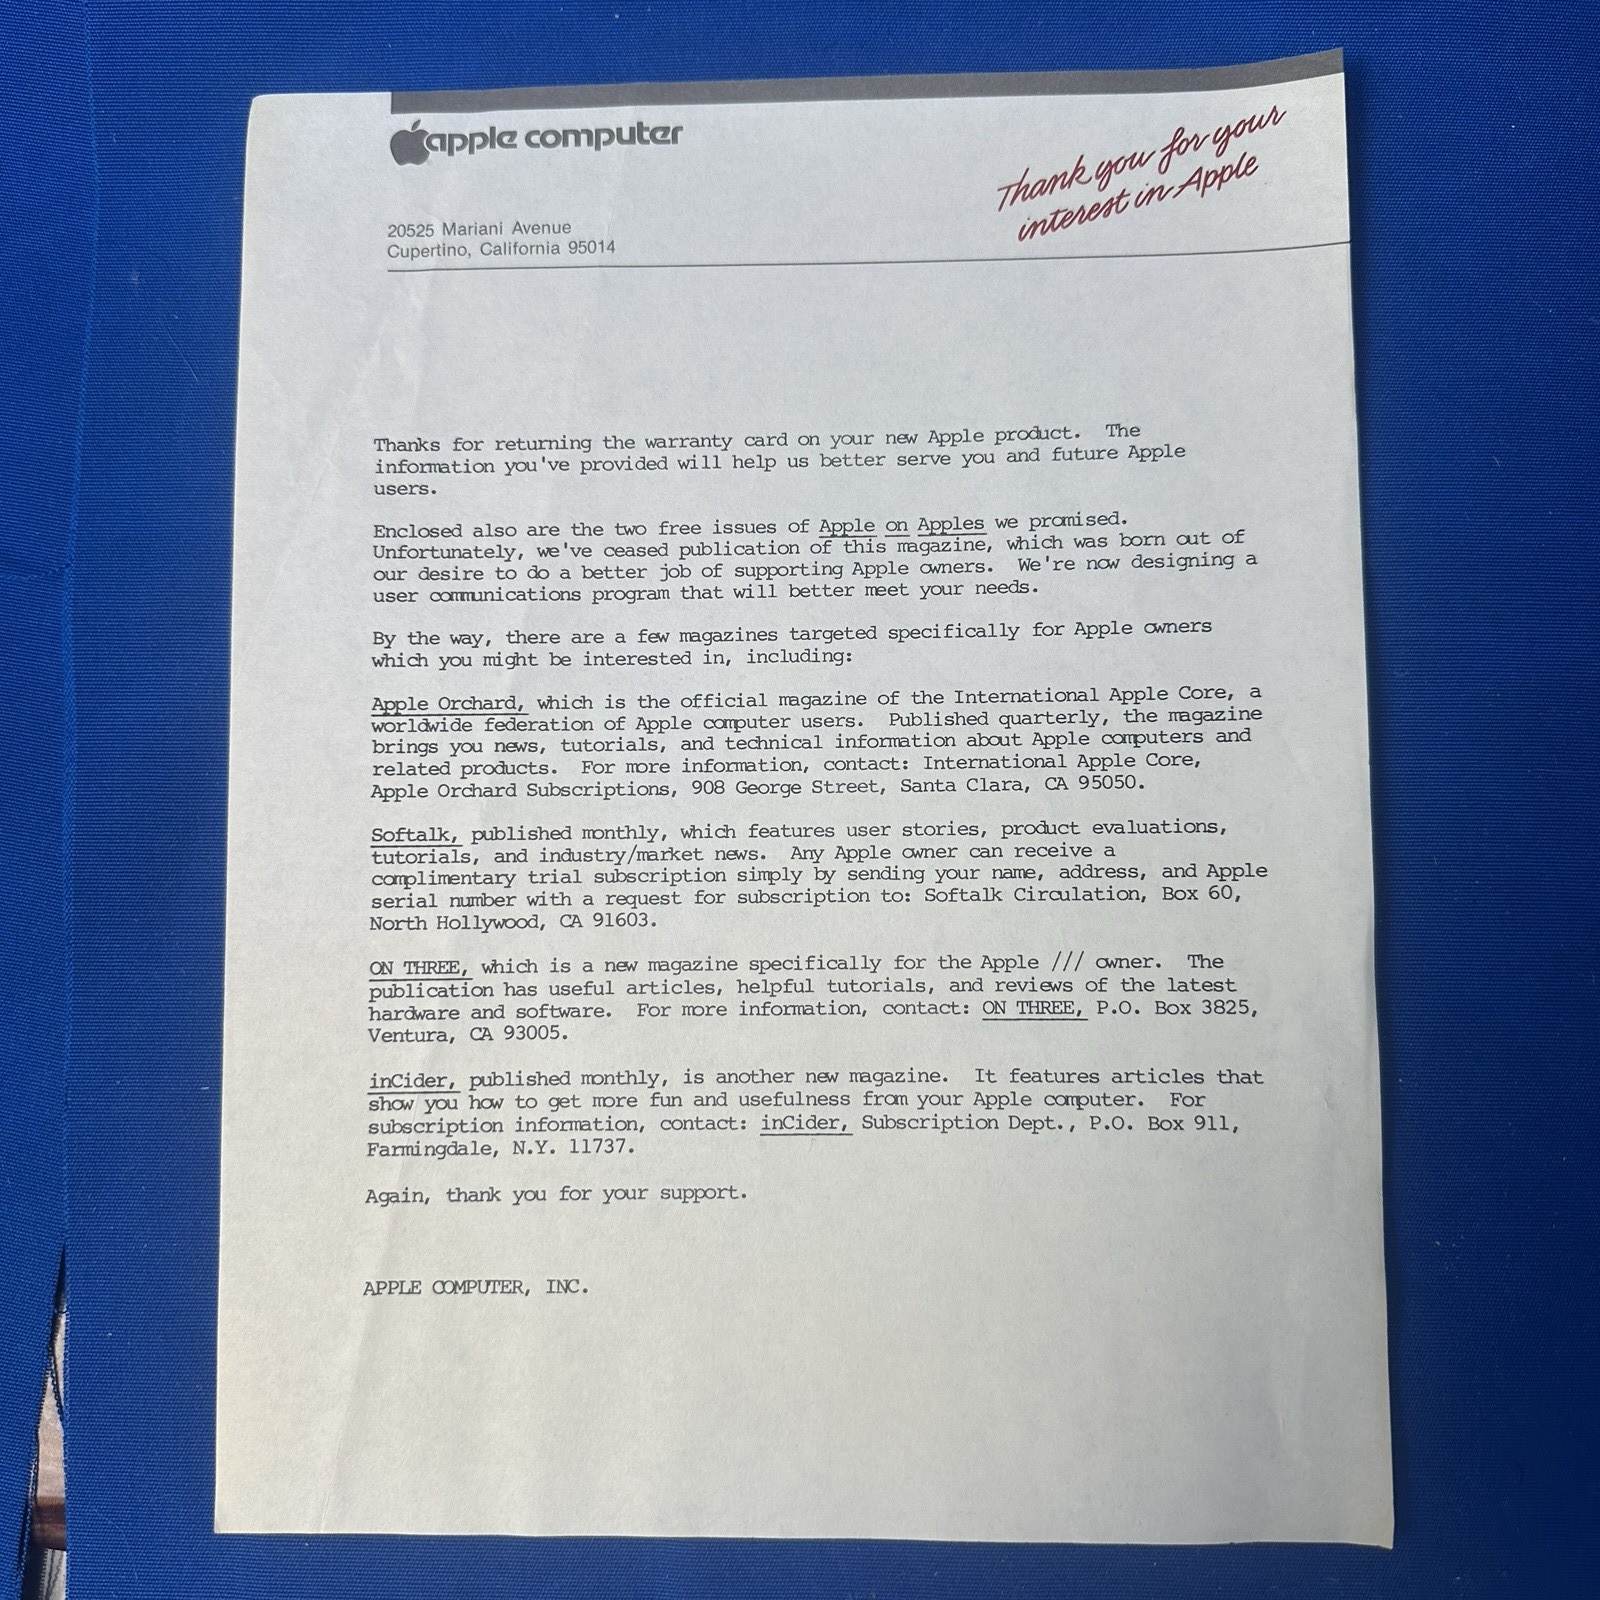 apple computer
Thank you for your
interest in Apple
20525 Mariani Avenue
Cupertino, California 95014
Thanks for returning the warranty card on your new Apple product. The
information you've provided will help us better serve you and future Apple
users.
Enclosed also are the two free issues of Apple on Apples we promised.
Unfortunately, we've ceased publication of this magazine, which was born out of
our desire to do a better job of supporting Apple owners. We're now designing a
user communications program that will better meet your needs.
By the way, there are a few magazines targeted specifically for Apple owners
which you might be interested in, including:
Apple Orchard, which is the official magazine of the International Apple Core, a
worldwide federation of Apple computer users. Published quarterly, the magazine
brings you news, tutorials, and technical information about Apple computers and
related products. For more information, contact: International Apple Core,
Apple Orchard Subscriptions, 908 George Street, Santa Clara, CA 95050.
Softalk, published monthly, which features user stories, product evaluations,
tutorials, and industry/market news. Any Apple owner can receive a
complimentary trial subscription simply by sending your name, address, and Apple
serial number with a request for subscription to: Softalk Circulation, Box 60,
North Hollywood, CA 91603.
ON THREE, which is a new magazine specifically for the Apple /// owner. The
publication has useful articles, helpful tutorials, and reviews of the latest
hardware and software. For more information, contact: ON THREE, P.O. Box 3825,
Ventura, CA 93005.
inCider, published monthly, is another new magazine. It features articles that
show you how to get more fun and usefulness from your Apple computer. For
subscription information, contact: inCider, Subscription Dept., P.O. Box 911,
Farmingdale, N.Y. 11737.
Again, thank you for your support.
APPLE COMPUTER, INC.